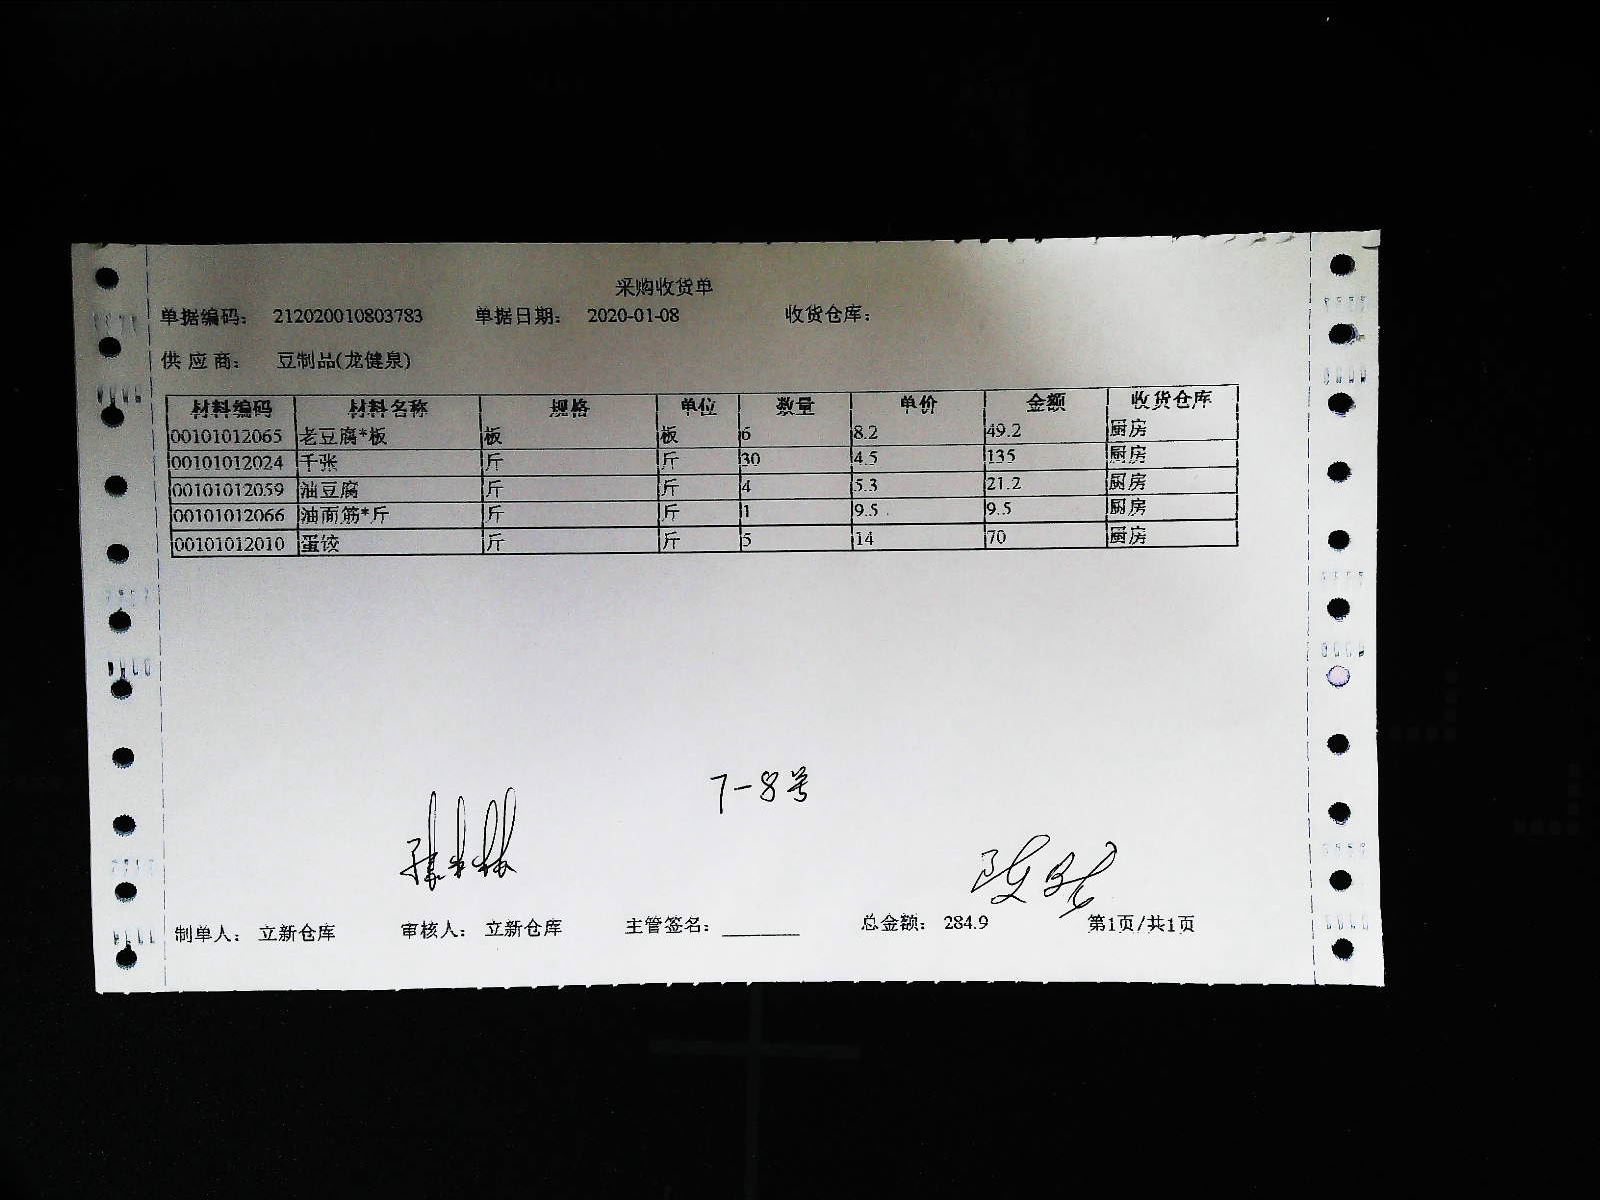 采购收货单
单据编码： 212020010803783 单据日期： 2020-01-08 收货仓库：
供 应 商： 豆制品(龙健泉)
材料编码 材料名称 规格 单位 数量 单价 金额 收货仓库
00101012065 老豆腐*板 板 板 6 8.2 49.2 厨房
00101012024 千张 斤 斤 30 4.5 135 厨房
00101012059 油豆腐 斤 斤 4 5.3 21.2 厨房
00101012066 油面筋*斤 斤 斤 1 9.5 9.5 厨房
00101012010 蛋饺 斤 斤 5 14 70 厨房
7-8号
制单人： 立新仓库 审核人： 立新仓库 主管签名： 总金额： 284.9 第1页/共1页